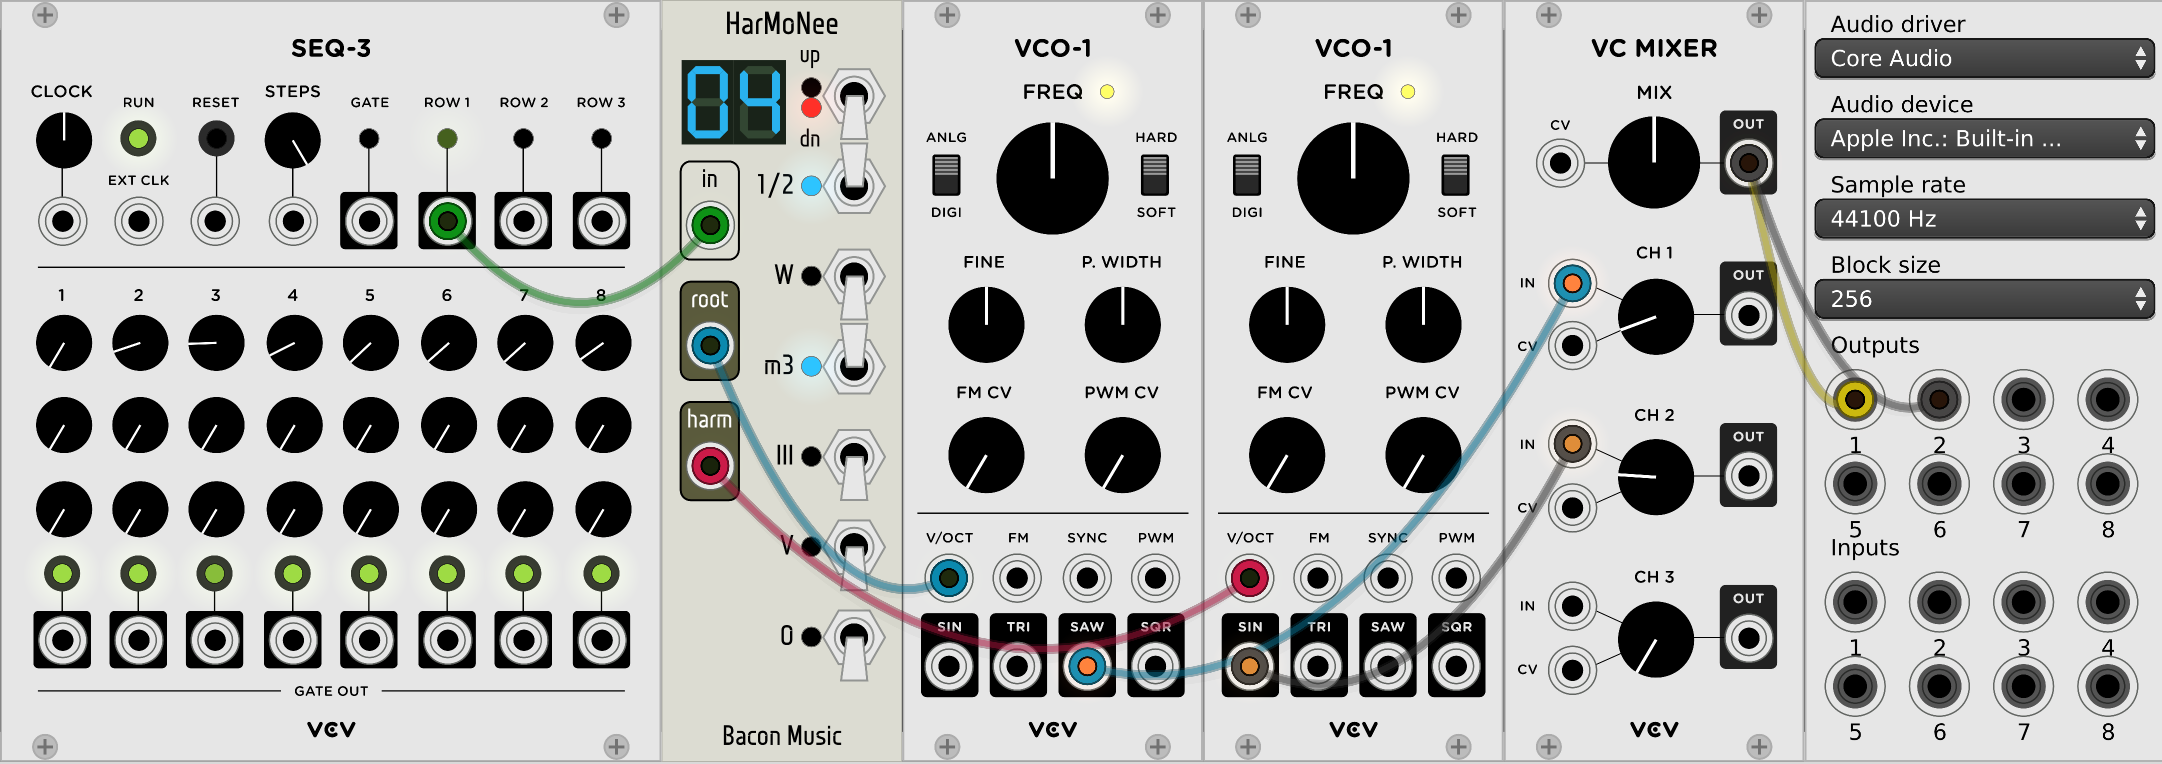 SEQ-3
CLOCK
RUN
RESET
STEPS
GATE
ROW 1
ROW 2
ROW 3
EXT CLK
1 2 3 4 5 6 7 8
GATE OUT
VCV
HarMoNee
04
up
dn
in
1/2
root
W
m3
harm
III
V
O
Bacon Music
VCO-1
FREQ
ANLG
HARD
DIGI
SOFT
FINE
P. WIDTH
FM CV
PWM CV
V/OCT FM SYNC PWM
SIN TRI SAW SQR
VCV
VCO-1
FREQ
ANLG
HARD
DIGI
SOFT
FINE
P. WIDTH
FM CV
PWM CV
V/OCT FM SYNC PWM
SIN TRI SAW SQR
VCV
VC MIXER
MIX
CV
OUT
CH 1
IN
OUT
CV
CH 2
IN
OUT
CV
CH 3
IN
OUT
CV
VCV
Audio driver
Core Audio
Audio device
Apple Inc.: Built-in ...
Sample rate
44100 Hz
Block size
256
Outputs
1 2 3 4
5 6 7 8
Inputs
1 2 3 4
5 6 7 8